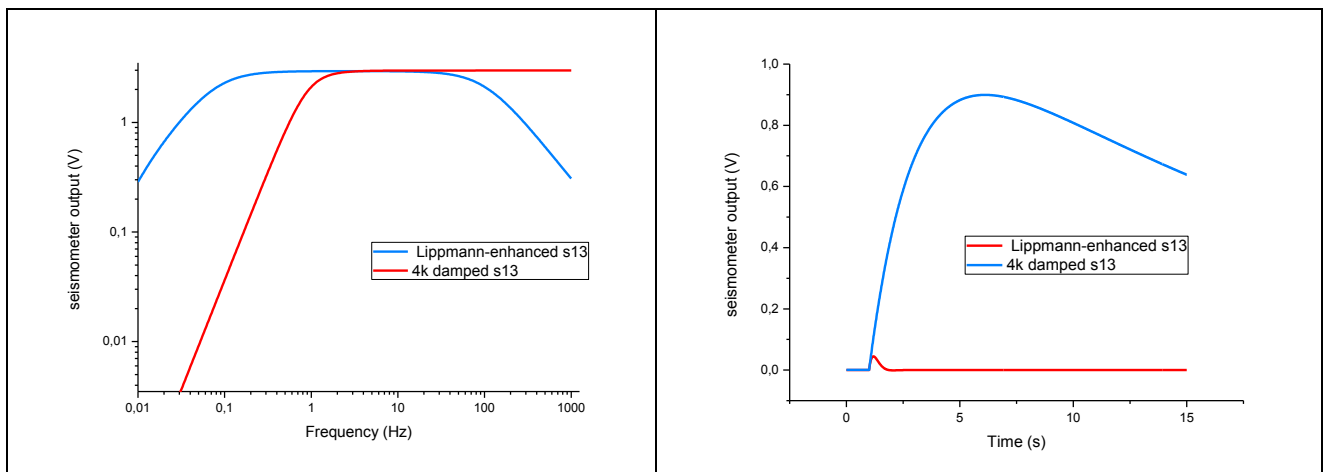 1
0,1
0,01
0,01
0,1
1
10
100
1000
seismometer output (V)
Frequency (Hz)
Lippmann-enhanced s13
4k damped s13
1,0
0,8
0,6
0,4
0,2
0,0
0
5
10
15
seismometer output (V)
Time (s)
Lippmann-enhanced s13
4k damped s13